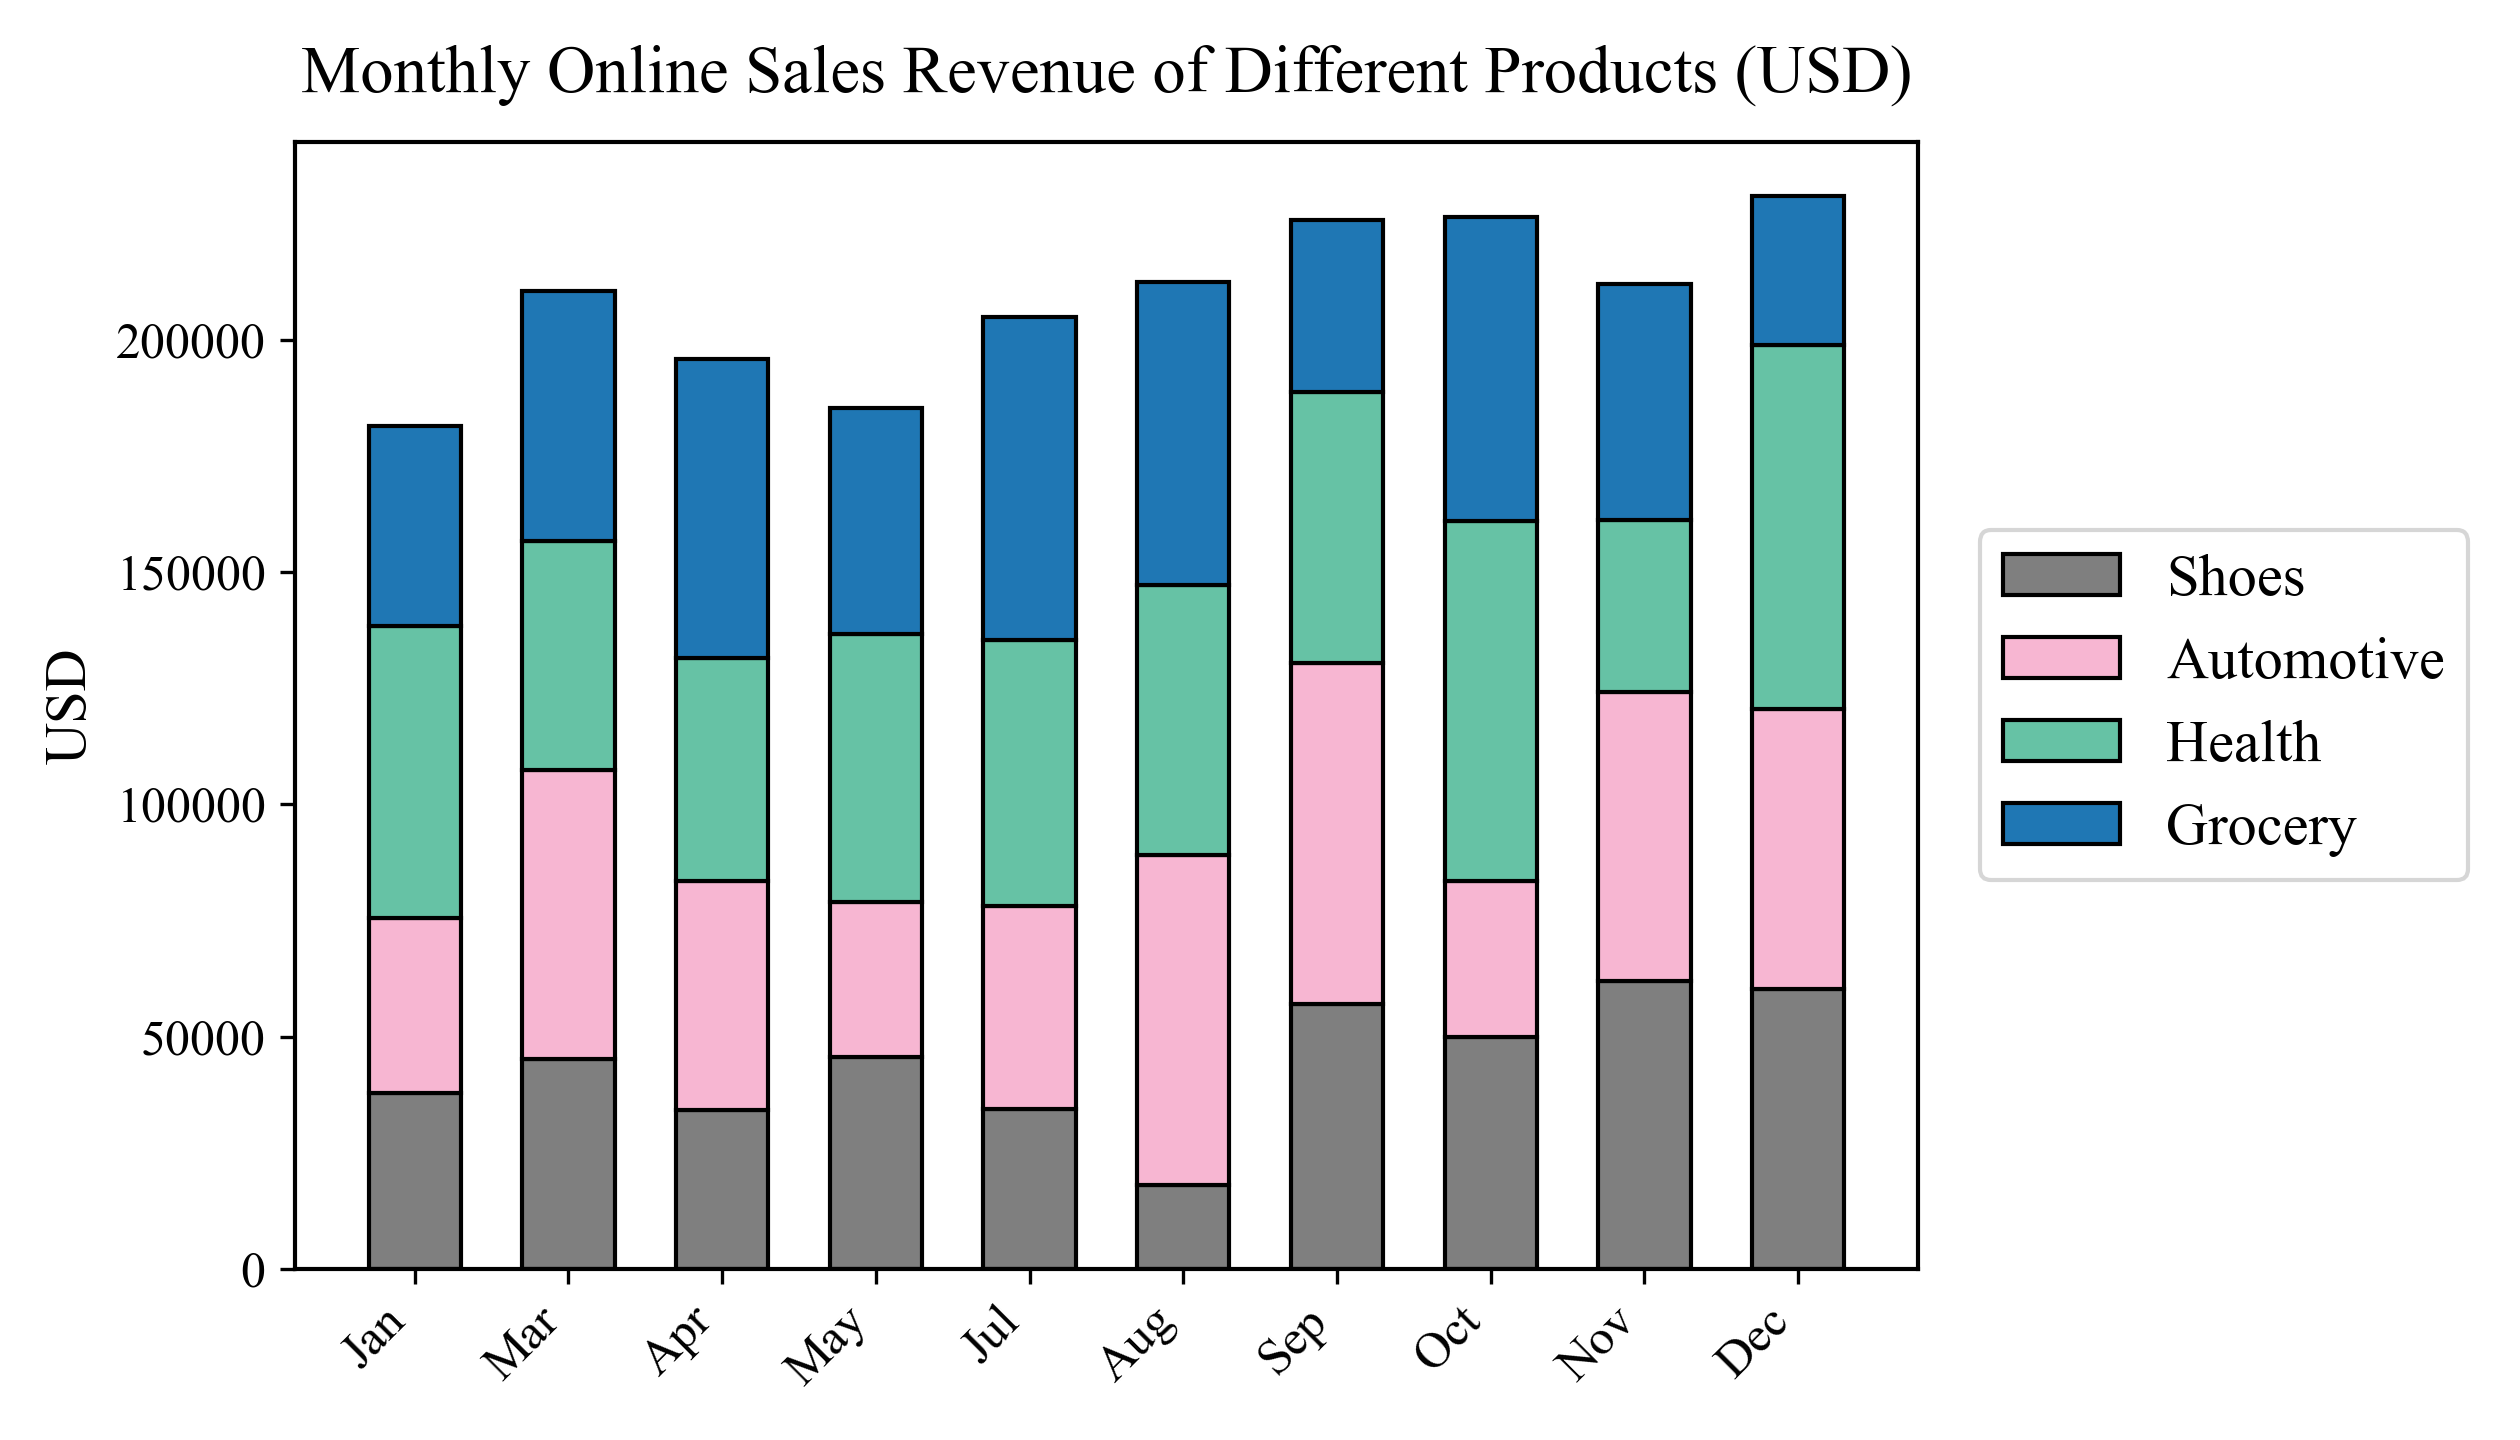 Monthly Online Sales Revenue of Different Products (USD)
USD
200000
150000
100000
50000
0
Jan
Mar
Apr
May
Jul
Aug
Sep
Oct
Nov
Dec
Shoes
Automotive
Health
Grocery